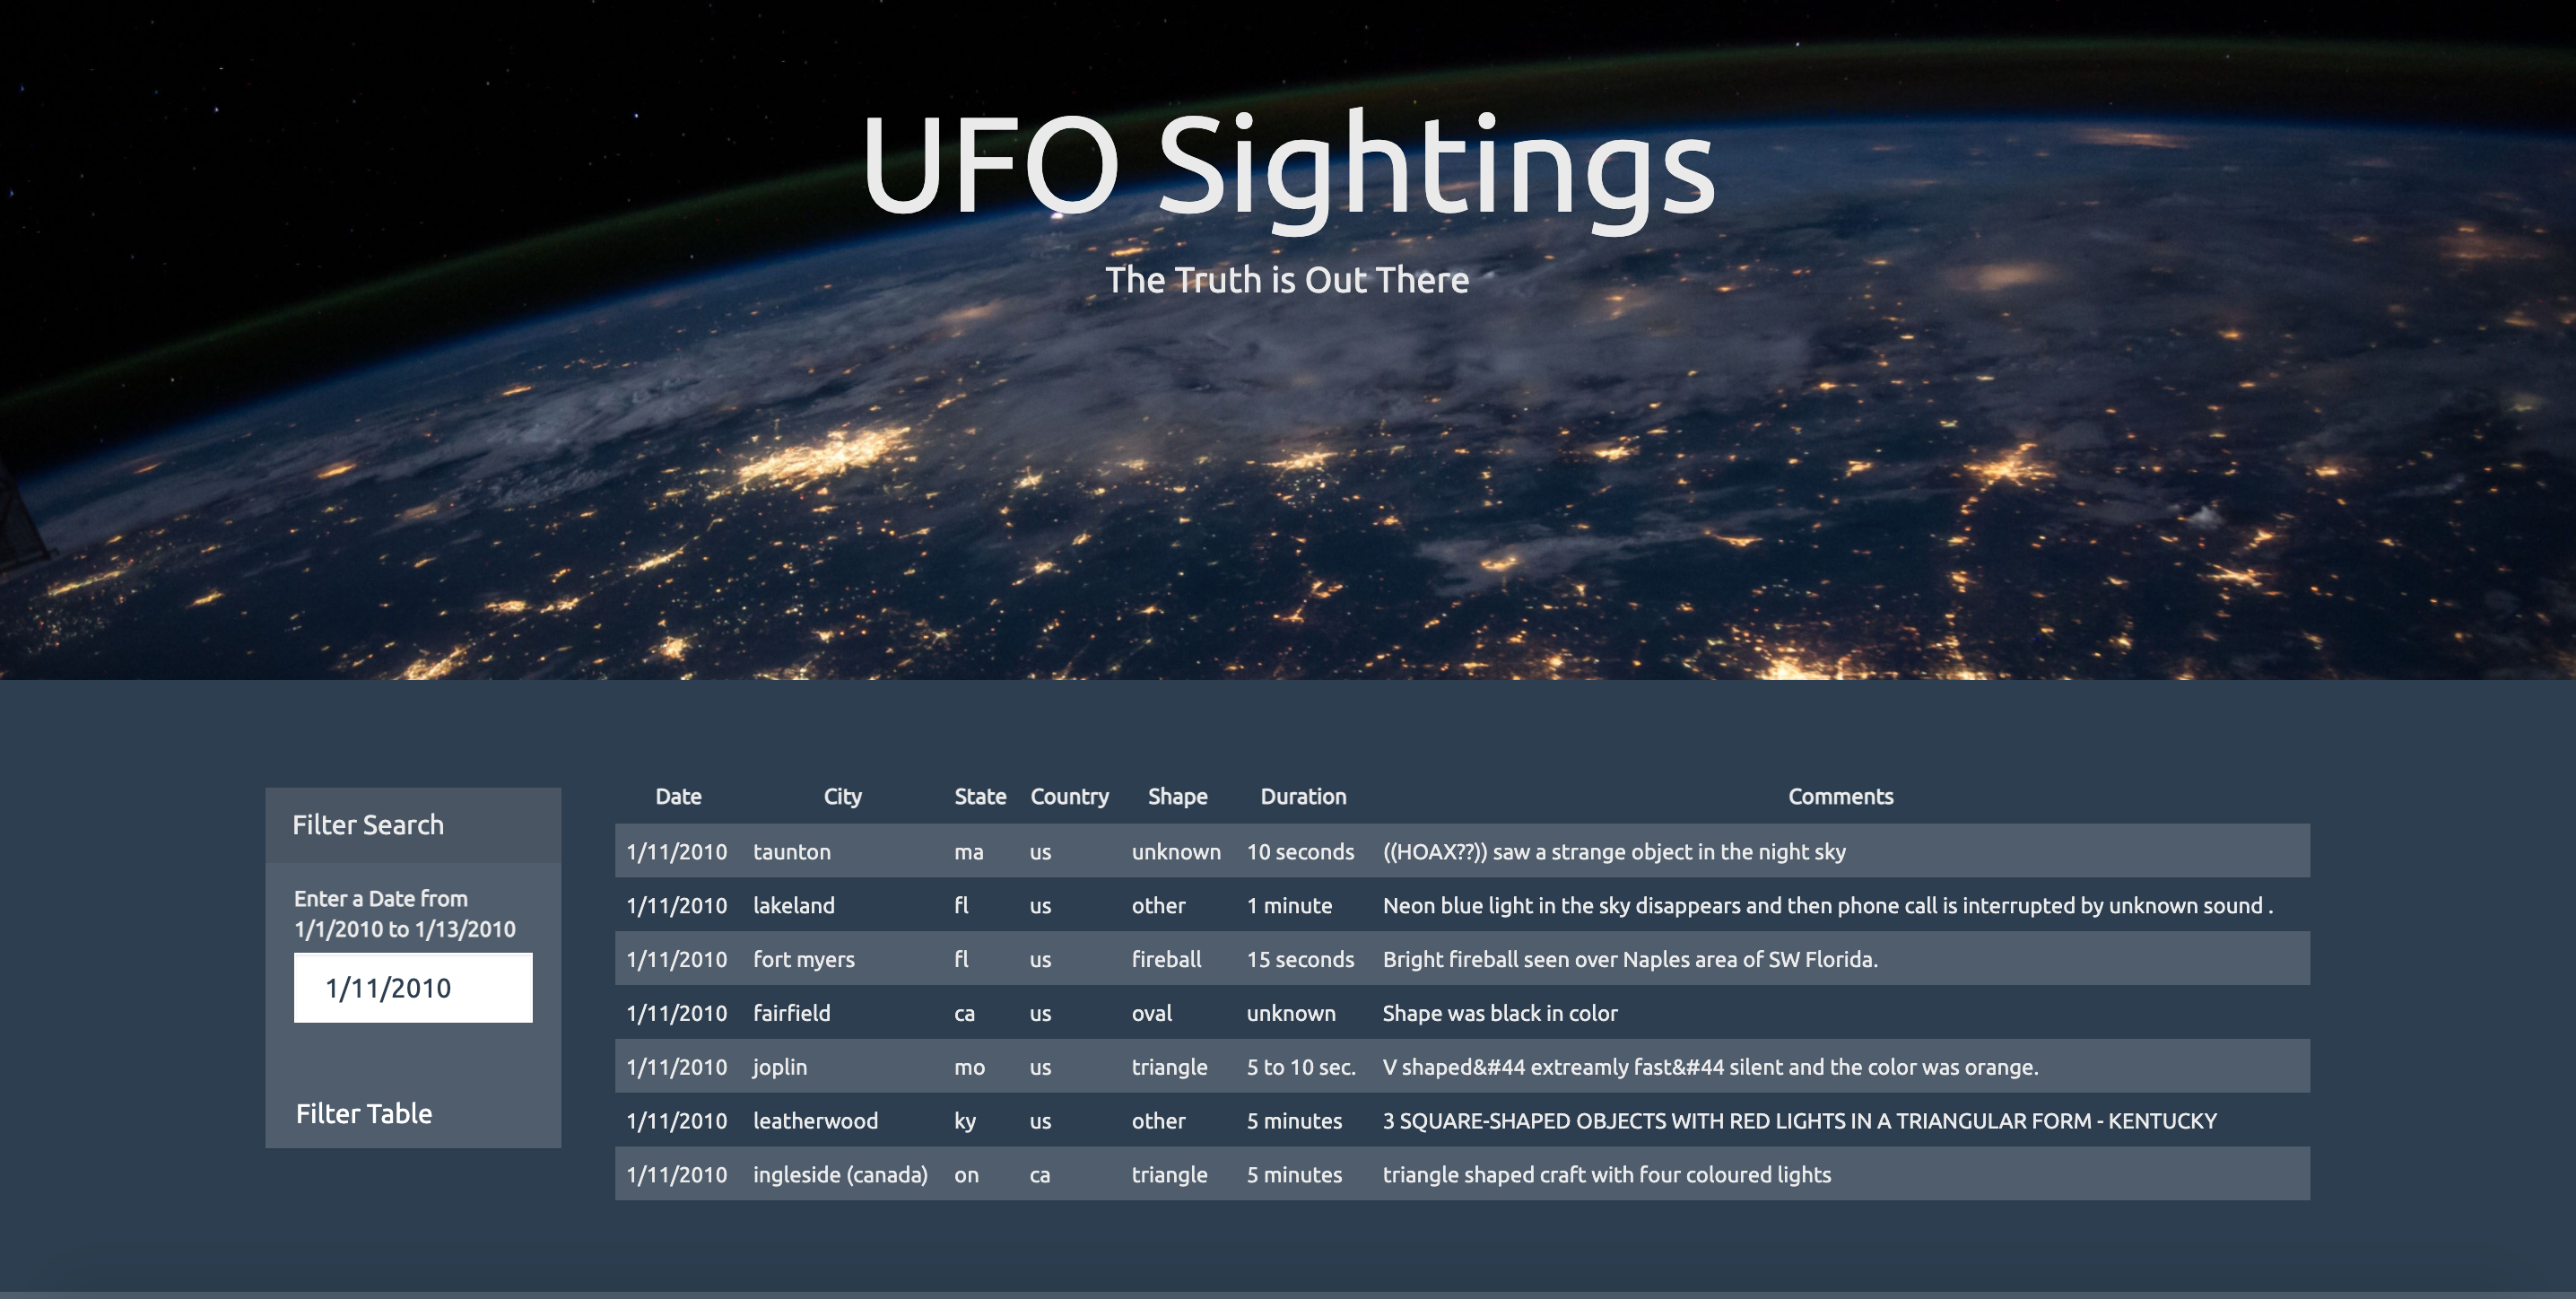 UFO Sightings
The Truth is Out There
Filter Search
Enter a Date from
1/1/2010 to 1/13/2010
1/11/2010
Filter Table
Date City State Country Shape Duration Comments
1/11/2010 taunton ma us unknown 10 seconds ((HOAX??)) saw a strange object in the night sky
1/11/2010 lakeland fl us other 1 minute Neon blue light in the sky disappears and then phone call is interrupted by unknown sound .
1/11/2010 fort myers fl us fireball 15 seconds Bright fireball seen over Naples area of SW Florida.
1/11/2010 fairfield ca us oval unknown Shape was black in color
1/11/2010 joplin mo us triangle 5 to 10 sec. V shaped&#44 extreamly fast&#44 silent and the color was orange.
1/11/2010 leatherwood ky us other 5 minutes 3 SQUARE-SHAPED OBJECTS WITH RED LIGHTS IN A TRIANGULAR FORM - KENTUCKY
1/11/2010 ingleside (canada) on ca triangle 5 minutes triangle shaped craft with four coloured lights